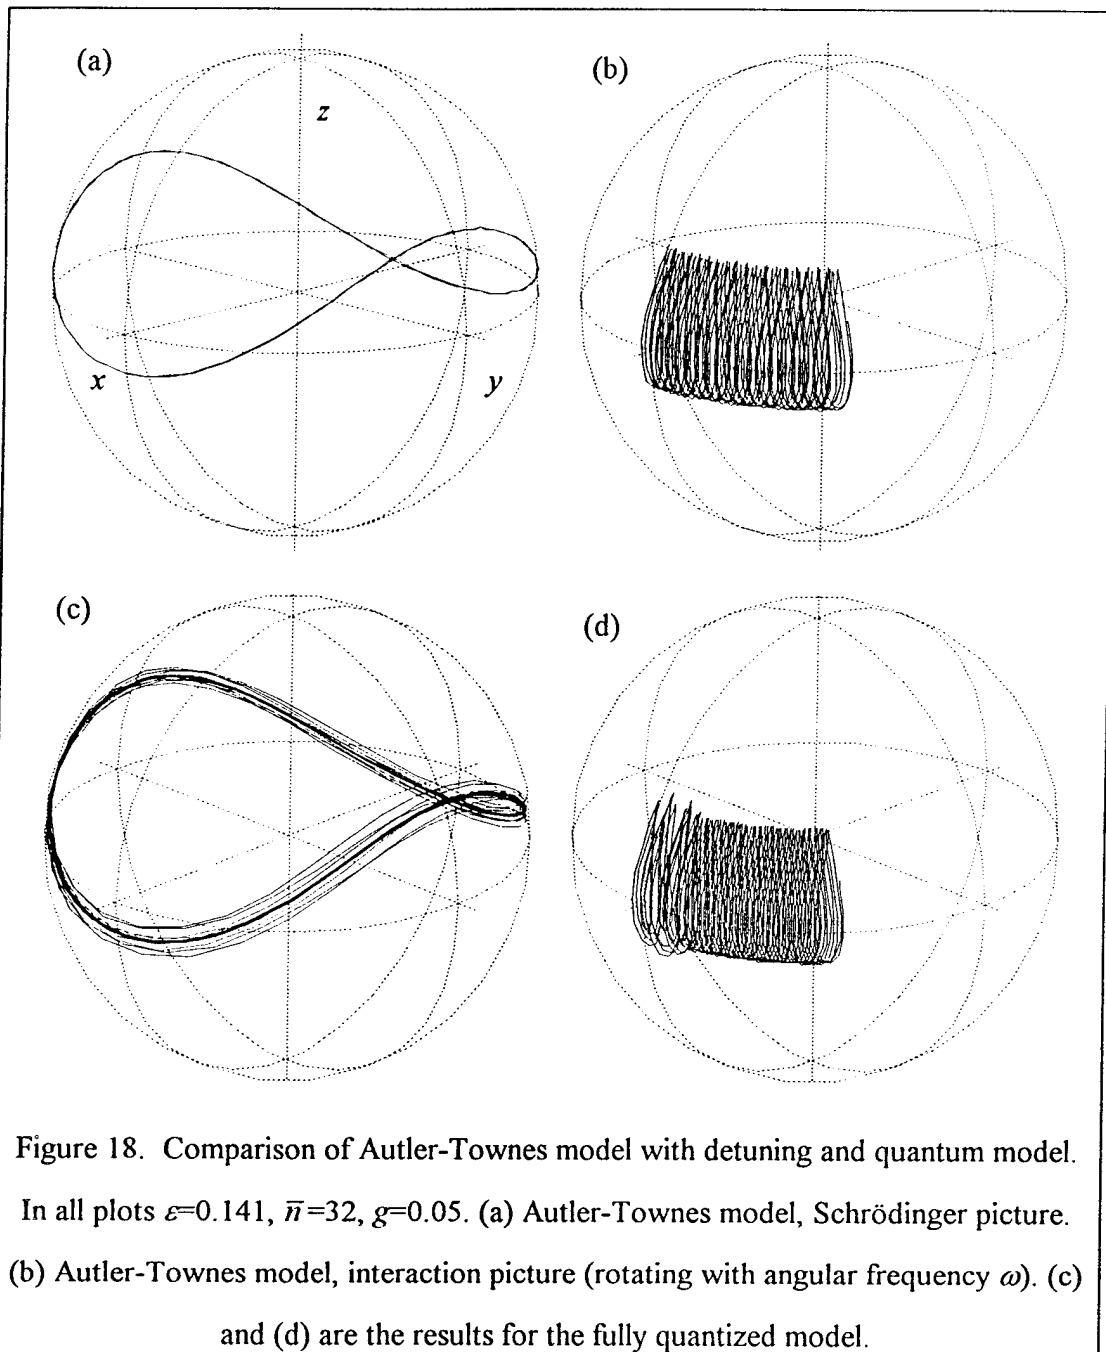 (a)
(b)
z
x
y
(c)
(d)
Figure 18. Comparison of Autler-Townes model with detuning and quantum model.
In all plots ε=0.141, n̄=32, g=0.05. (a) Autler-Townes model, Schrödinger picture.
(b) Autler-Townes model, interaction picture (rotating with angular frequency ω). (c)
and (d) are the results for the fully quantized model.